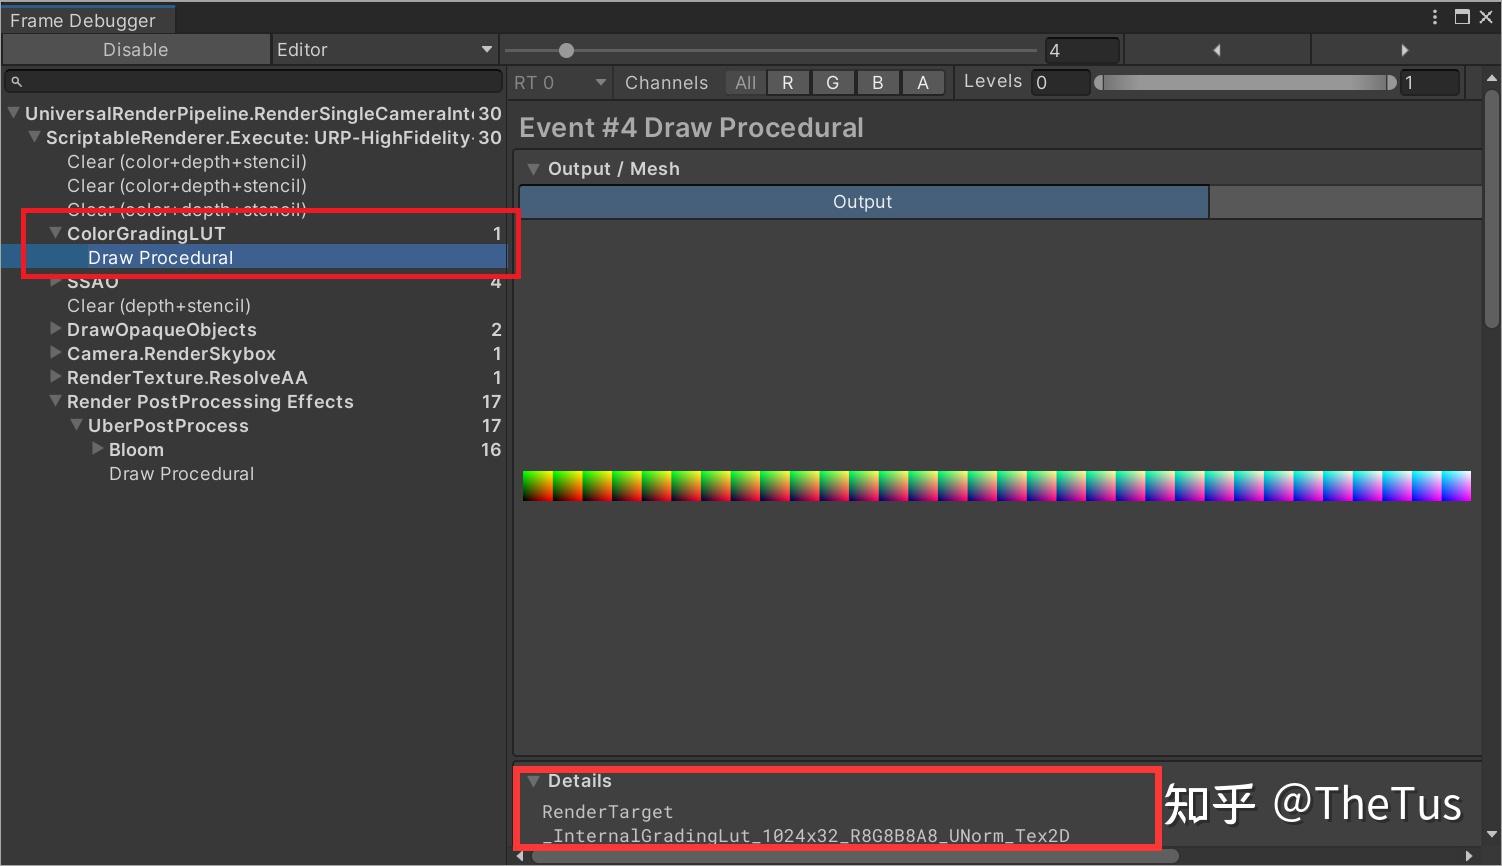 Frame Debugger
Disable
Editor
4
RT 0
Channels
All
R
G
B
A
Levels
0
1
UniversalRenderPipeline.RenderSingleCameraInt
30
ScriptableRenderer.Execute: URP-HighFidelity-
30
Clear (color+depth+stencil)
Clear (color+depth+stencil)
Clear (color+depth+stencil)
ColorGradingLUT
1
Draw Procedural
SSAO
4
Clear (depth+stencil)
DrawOpaqueObjects
2
Camera.RenderSkybox
1
RenderTexture.ResolveAA
1
Render PostProcessing Effects
17
UberPostProcess
17
Bloom
16
Draw Procedural
Event #4 Draw Procedural
Output / Mesh
Output
Details
RenderTarget
_InternalGradingLut_1024x32_R8G8B8A8_UNorm_Tex2D
知乎 @TheTus